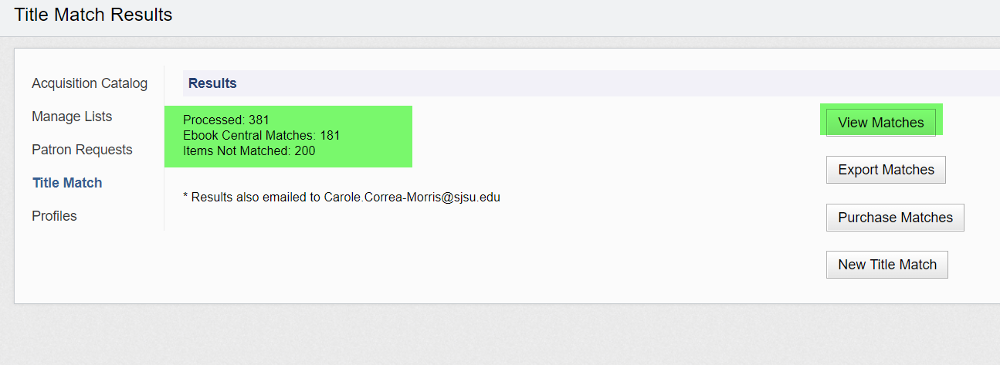 Title Match Results
Acquisition Catalog
Manage Lists
Patron Requests
Title Match
Profiles
Results
Processed: 381
Ebook Central Matches: 181
Items Not Matched: 200
* Results also emailed to Carole.Correa-Morris@sjsu.edu
View Matches
Export Matches
Purchase Matches
New Title Match